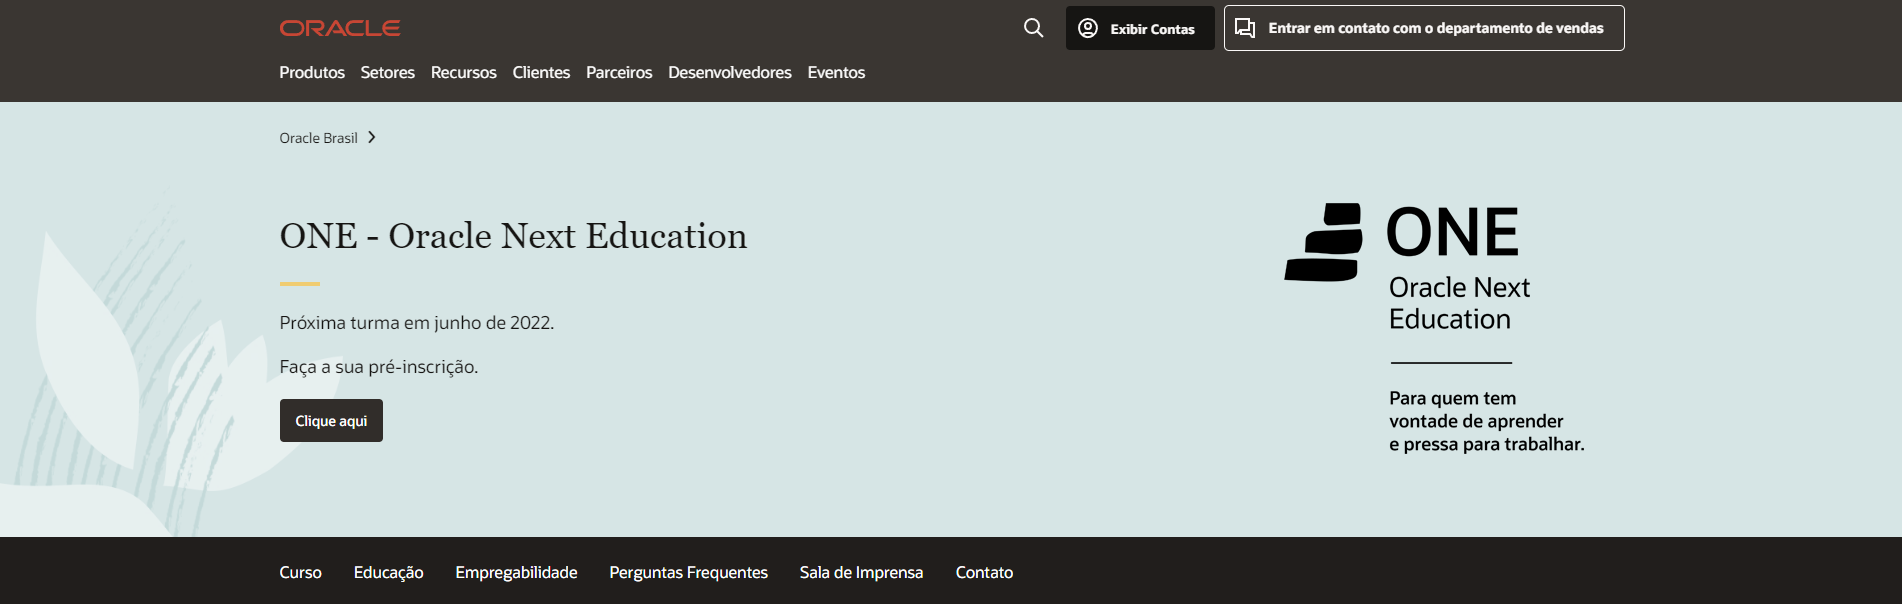 ORACLE
Exibir Contas
Entrar em contato com o departamento de vendas
Produtos Setores Recursos Clientes Parceiros Desenvolvedores Eventos
Oracle Brasil
ONE - Oracle Next Education
Próxima turma em junho de 2022.
Faça a sua pré-inscrição.
Clique aqui
ONE
Oracle Next
Education
Para quem tem
vontade de aprender
e pressa para trabalhar.
Curso Educação Empregabilidade Perguntas Frequentes Sala de Imprensa Contato